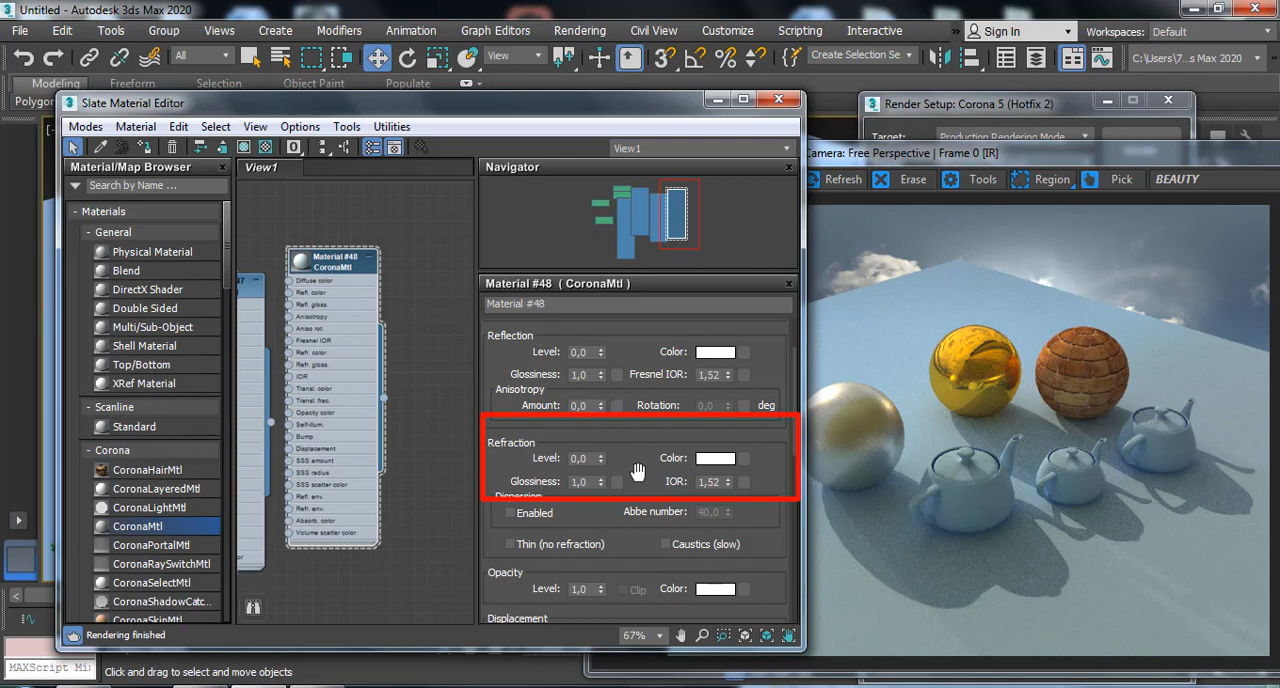 Untitled - Autodesk 3ds Max 2020
File Edit Tools Group Views Create Modifiers Animation Graph Editors Rendering Civil View Customize Scripting Interactive » Sign In Workspaces: Default
All View Create Selection Se C:\Users\7...s Max 2020
Modeling Freeform Selection Object Paint Populate
Polygo
Slate Material Editor
Render Setup: Corona 5 (Hotfix 2)
Modes Material Edit Select View Options Tools Utilities
Target: Production Rendering Mode
View1
Camera: Free Perspective | Frame 0 [IR]
Material/Map Browser
View1
Navigator
Refresh Erase Tools Region Pick BEAUTY
Search by Name ...
- Materials
- General
Physical Material
Blend
DirectX Shader
Double Sided
Multi/Sub-Object
Shell Material
Top/Bottom
XRef Material
- Scanline
Standard
- Corona
CoronaHairMtl
CoronaLayeredMtl
CoronaLightMtl
CoronaMtl
CoronaPortalMtl
CoronaRaySwitchMtl
CoronaSelectMtl
CoronaShadowCatc...
CoronaSkinMtl
Material #48
CoronaMtl
Diffuse color
Refl. color
Refl. gloss.
Anisotropy
Aniso rot.
Fresnel IOR
Refr. color
Refr. gloss.
IOR
Transl. color
Transl. frac.
Opacity color
Self-illum.
Bump
Displacement
SSS amount
SSS radius
SSS scatter color
Refl. env.
Refr. env.
Absorb. color
Volume scatter color
Material #48 ( CoronaMtl )
Material #48
Reflection
Level: 0,0 Color:
Glossiness: 1,0 Fresnel IOR: 1,52
Anisotropy
Amount: 0,0 Rotation: 0,0 deg
Refraction
Level: 0,0 Color:
Glossiness: 1,0 IOR: 1,52
Dispersion
Enabled Abbe number: 40,0
Thin (no refraction) Caustics (slow)
Opacity
Level: 1,0 Clip Color:
Displacement
Rendering finished
67%
MAXScript Mi
Click and drag to select and move objects